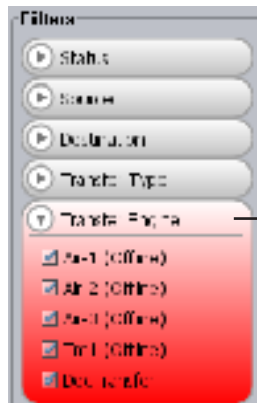 Filters
Status
Source
Destination
Transfer Type
Transfer Engine
Air-1 (Offline)
Air-2 (Offline)
Air-3 (Offline)
(Offline)